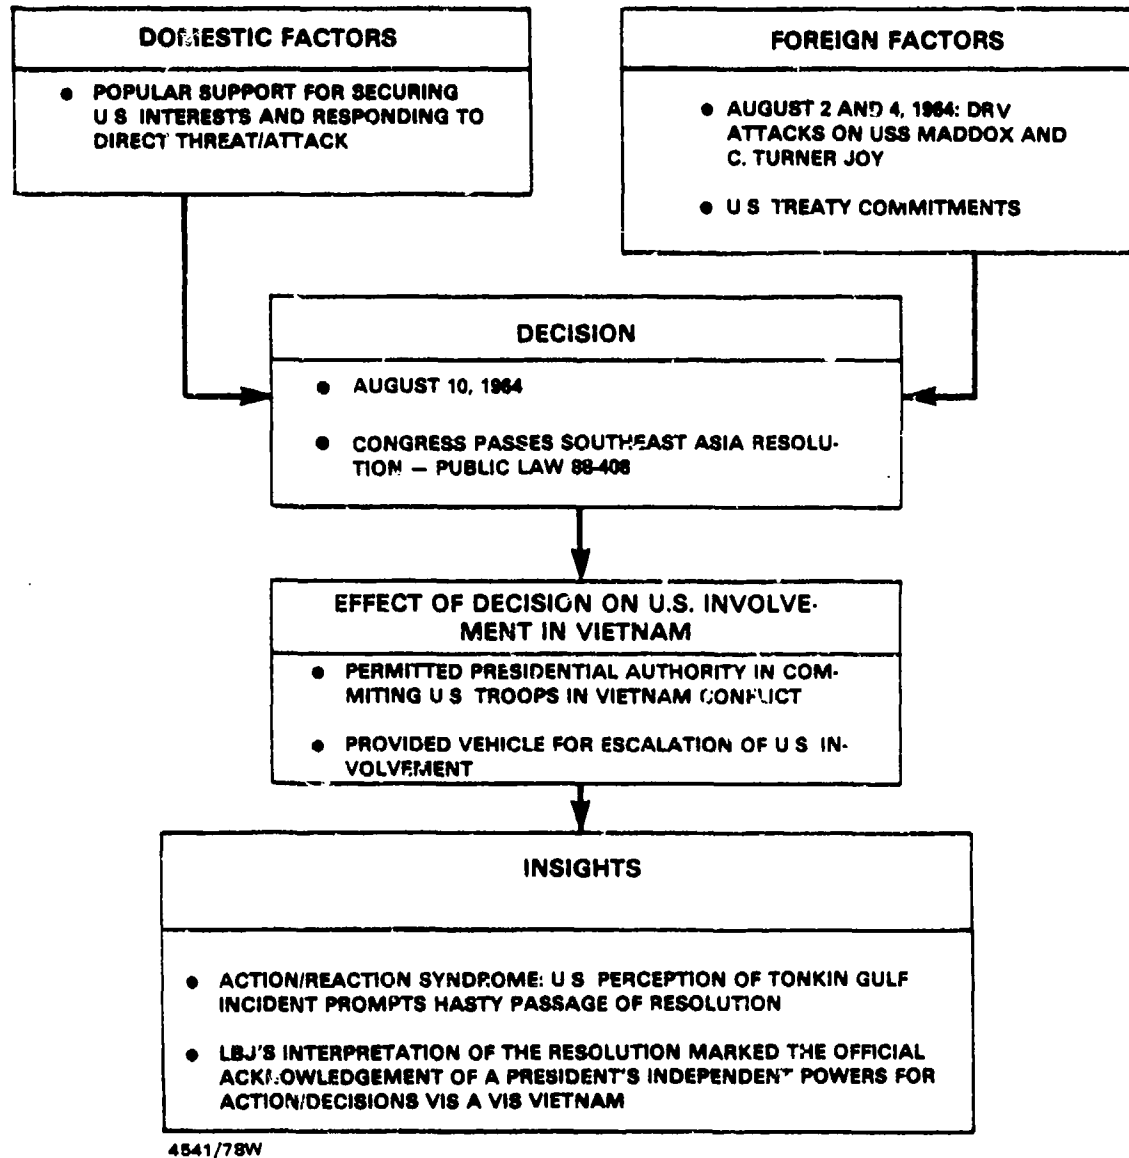 DOMESTIC FACTORS
● POPULAR SUPPORT FOR SECURING
U S INTERESTS AND RESPONDING TO
DIRECT THREAT/ATTACK
FOREIGN FACTORS
● AUGUST 2 AND 4, 1964: DRV
ATTACKS ON USS MADDOX AND
C. TURNER JOY
● U S TREATY COMMITMENTS
DECISION
● AUGUST 10, 1964
● CONGRESS PASSES SOUTHEAST ASIA RESOLU-
TION — PUBLIC LAW 88-408
EFFECT OF DECISION ON U.S. INVOLVE-
MENT IN VIETNAM
● PERMITTED PRESIDENTIAL AUTHORITY IN COM-
MITING U S TROOPS IN VIETNAM CONFLICT
● PROVIDED VEHICLE FOR ESCALATION OF U S IN-
VOLVEMENT
INSIGHTS
● ACTION/REACTION SYNDROME: U S PERCEPTION OF TONKIN GULF
INCIDENT PROMPTS HASTY PASSAGE OF RESOLUTION
● LBJ'S INTERPRETATION OF THE RESOLUTION MARKED THE OFFICIAL
ACKNOWLEDGEMENT OF A PRESIDENT'S INDEPENDENT POWERS FOR
ACTION/DECISIONS VIS A VIS VIETNAM
4541/78W